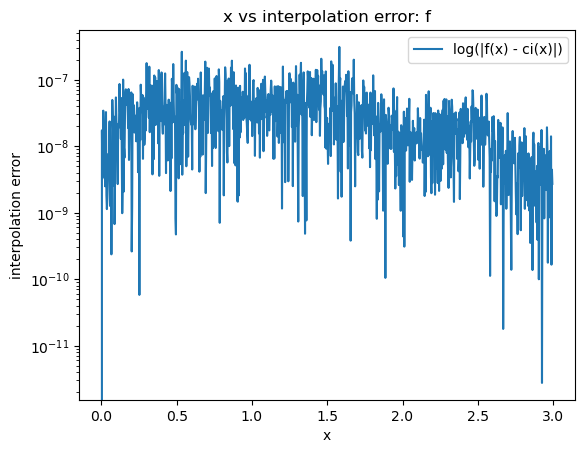 x vs interpolation error: f
log(|f(x) - ci(x)|)
interpolation error
10⁻⁷
10⁻⁸
10⁻⁹
10⁻¹⁰
10⁻¹¹
0.0 0.5 1.0 1.5 2.0 2.5 3.0
x